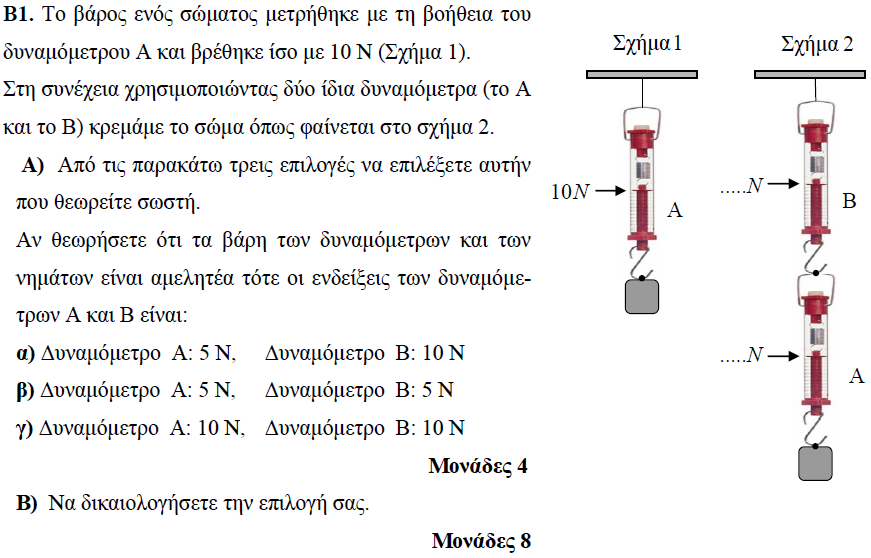 B1. Το βάρος ενός σώματος μετρήθηκε με τη βοήθεια του
δυναμόμετρου Α και βρέθηκε ίσο με 10 Ν (Σχήμα 1).
Στη συνέχεια χρησιμοποιώντας δύο ίδια δυναμόμετρα (το Α
και το Β) κρεμάμε το σώμα όπως φαίνεται στο σχήμα 2.
Α) Από τις παρακάτω τρεις επιλογές να επιλέξετε αυτήν
που θεωρείτε σωστή.
Αν θεωρήσετε ότι τα βάρη των δυναμόμετρων και των
νημάτων είναι αμελητέα τότε οι ενδείξεις των δυναμόμε-
τρων Α και Β είναι:
α) Δυναμόμετρο Α: 5 Ν, Δυναμόμετρο Β: 10 Ν
β) Δυναμόμετρο Α: 5 Ν, Δυναμόμετρο Β: 5 Ν
γ) Δυναμόμετρο Α: 10 Ν, Δυναμόμετρο Β: 10 Ν
Μονάδες 4
Β) Να δικαιολογήσετε την επιλογή σας.
Μονάδες 8
Σχήμα 1
10N
A
Σχήμα 2
.....N
B
.....N
A